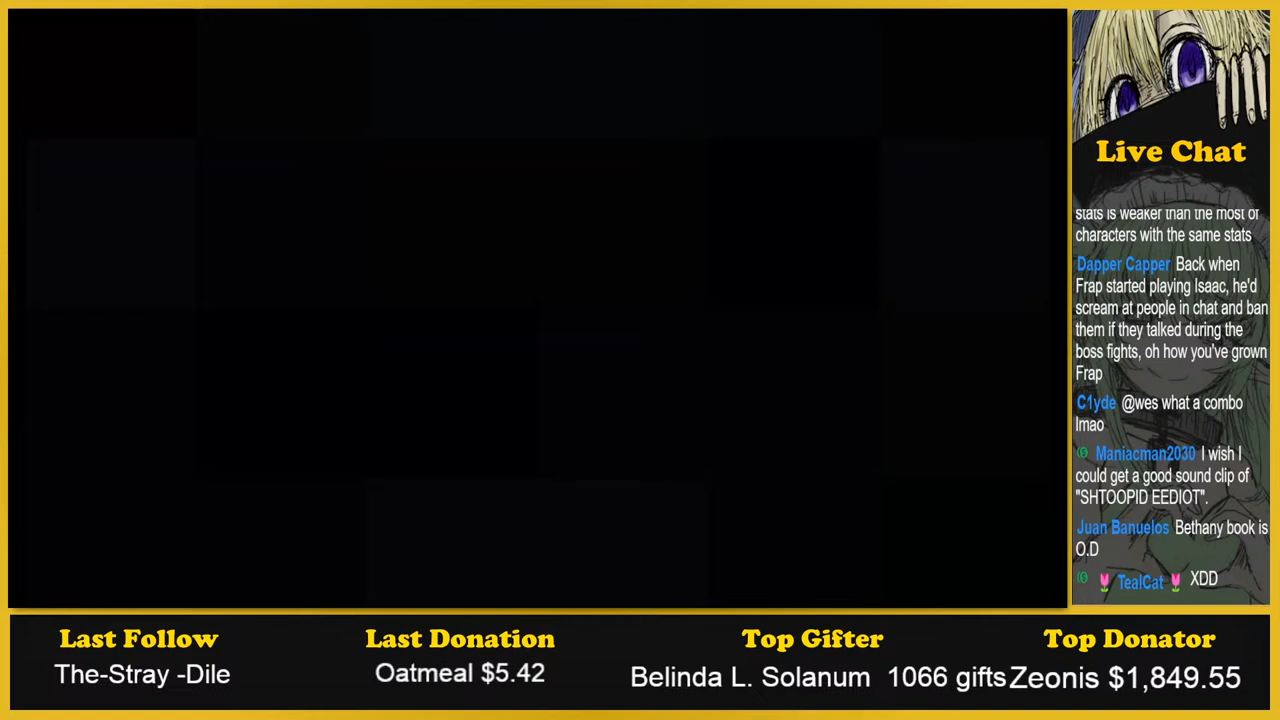 Live Chat
stats is weaker than the most of
characters with the same stats
Dapper Capper Back when
Frap started playing Isaac, he'd
scream at people in chat and ban
them if they talked during the
boss fights, oh how you've grown
Frap
C1yde @wes what a combo
lmao
Maniacman2030 I wish I
could get a good sound clip of
"SHTOOPID EEDIOT".
Juan Banuelos Bethany book is
O.D
TealCat XDD
Last Follow
The-Stray -Dile
Last Donation
Oatmeal $5.42
Top Gifter
Belinda L. Solanum 1066 gifts
Top Donator
Zeonis $1,849.55